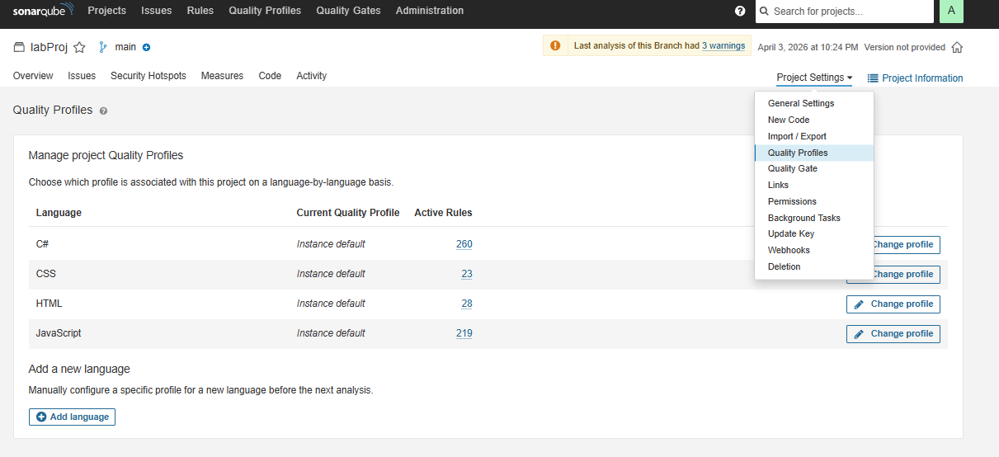 sonarqube Projects Issues Rules Quality Profiles Quality Gates Administration ? Search for projects... A
labProj main Last analysis of this Branch had 3 warnings April 3, 2026 at 10:24 PM Version not provided
Overview Issues Security Hotspots Measures Code Activity Project Settings Project Information
Quality Profiles ?
General Settings
New Code
Import / Export
Quality Profiles
Quality Gate
Links
Permissions
Background Tasks
Update Key
Webhooks
Deletion
Manage project Quality Profiles
Choose which profile is associated with this project on a language-by-language basis.
Language Current Quality Profile Active Rules
C# Instance default 260 Change profile
CSS Instance default 23 Change profile
HTML Instance default 28 Change profile
JavaScript Instance default 219 Change profile
Add a new language
Manually configure a specific profile for a new language before the next analysis.
Add language